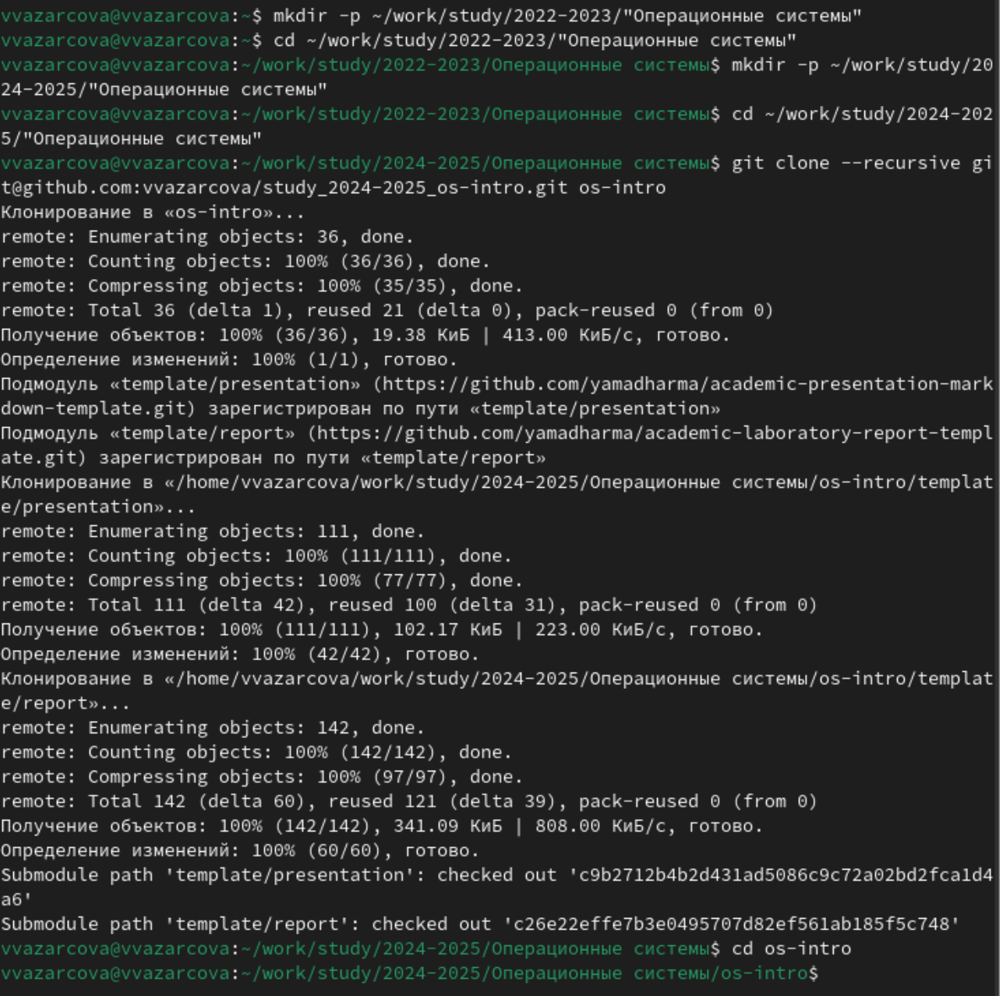 vvazarcova@vvazarcova:~$ mkdir -p ~/work/study/2022-2023/"Операционные системы"
vvazarcova@vvazarcova:~$ cd ~/work/study/2022-2023/"Операционные системы"
vvazarcova@vvazarcova:~/work/study/2022-2023/Операционные системы$ mkdir -p ~/work/study/20
24-2025/"Операционные системы"
vvazarcova@vvazarcova:~/work/study/2022-2023/Операционные системы$ cd ~/work/study/2024-202
5/"Операционные системы"
vvazarcova@vvazarcova:~/work/study/2024-2025/Операционные системы$ git clone --recursive gi
t@github.com:vvazarcova/study_2024-2025_os-intro.git os-intro
Клонирование в «os-intro»...
remote: Enumerating objects: 36, done.
remote: Counting objects: 100% (36/36), done.
remote: Compressing objects: 100% (35/35), done.
remote: Total 36 (delta 1), reused 21 (delta 0), pack-reused 0 (from 0)
Получение объектов: 100% (36/36), 19.38 КиБ | 413.00 КиБ/с, готово.
Определение изменений: 100% (1/1), готово.
Подмодуль «template/presentation» (https://github.com/yamadharma/academic-presentation-mark
down-template.git) зарегистрирован по пути «template/presentation»
Подмодуль «template/report» (https://github.com/yamadharma/academic-laboratory-report-templ
ate.git) зарегистрирован по пути «template/report»
Клонирование в «/home/vvazarcova/work/study/2024-2025/Операционные системы/os-intro/templat
e/presentation»...
remote: Enumerating objects: 111, done.
remote: Counting objects: 100% (111/111), done.
remote: Compressing objects: 100% (77/77), done.
remote: Total 111 (delta 42), reused 100 (delta 31), pack-reused 0 (from 0)
Получение объектов: 100% (111/111), 102.17 КиБ | 223.00 КиБ/с, готово.
Определение изменений: 100% (42/42), готово.
Клонирование в «/home/vvazarcova/work/study/2024-2025/Операционные системы/os-intro/templat
e/report»...
remote: Enumerating objects: 142, done.
remote: Counting objects: 100% (142/142), done.
remote: Compressing objects: 100% (97/97), done.
remote: Total 142 (delta 60), reused 121 (delta 39), pack-reused 0 (from 0)
Получение объектов: 100% (142/142), 341.09 КиБ | 808.00 КиБ/с, готово.
Определение изменений: 100% (60/60), готово.
Submodule path 'template/presentation': checked out 'c9b2712b4b2d431ad5086c9c72a02bd2fca1d4
a6'
Submodule path 'template/report': checked out 'c26e22effe7b3e0495707d82ef561ab185f5c748'
vvazarcova@vvazarcova:~/work/study/2024-2025/Операционные системы$ cd os-intro
vvazarcova@vvazarcova:~/work/study/2024-2025/Операционные системы/os-intro$